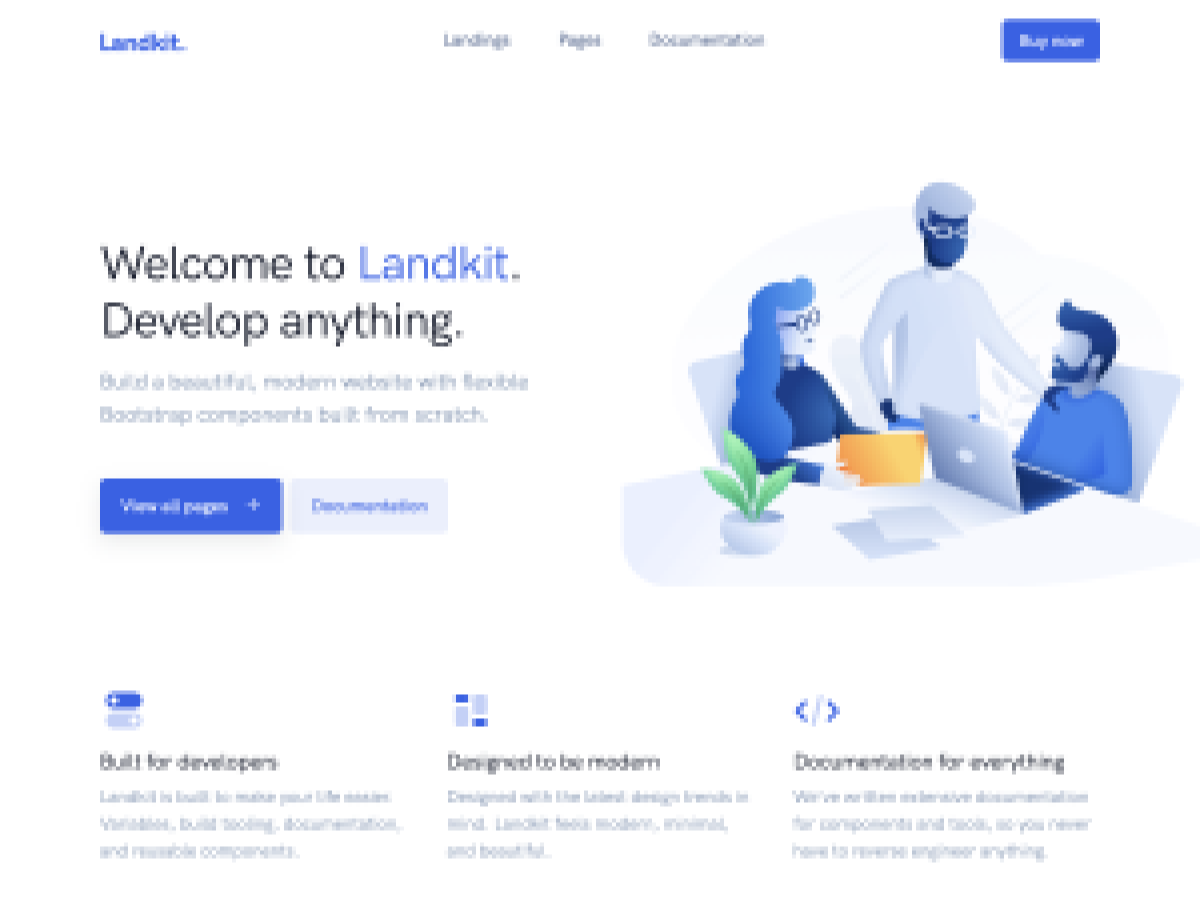 Landkit.
Landings Pages Documentation Buy now
Welcome to Landkit.
Develop anything.
Build a beautiful, modern website with flexible
Bootstrap components built from scratch.
View all pages →
Documentation
Built for developers
Landkit is built to make your life easier.
Variables, build tooling, documentation,
and reusable components.
Designed to be modern
Designed with the latest design trends in
mind. Landkit feels modern, minimal,
and beautiful.
Documentation for everything
We've written extensive documentation
for components and tools, so you never
have to reverse engineer anything.